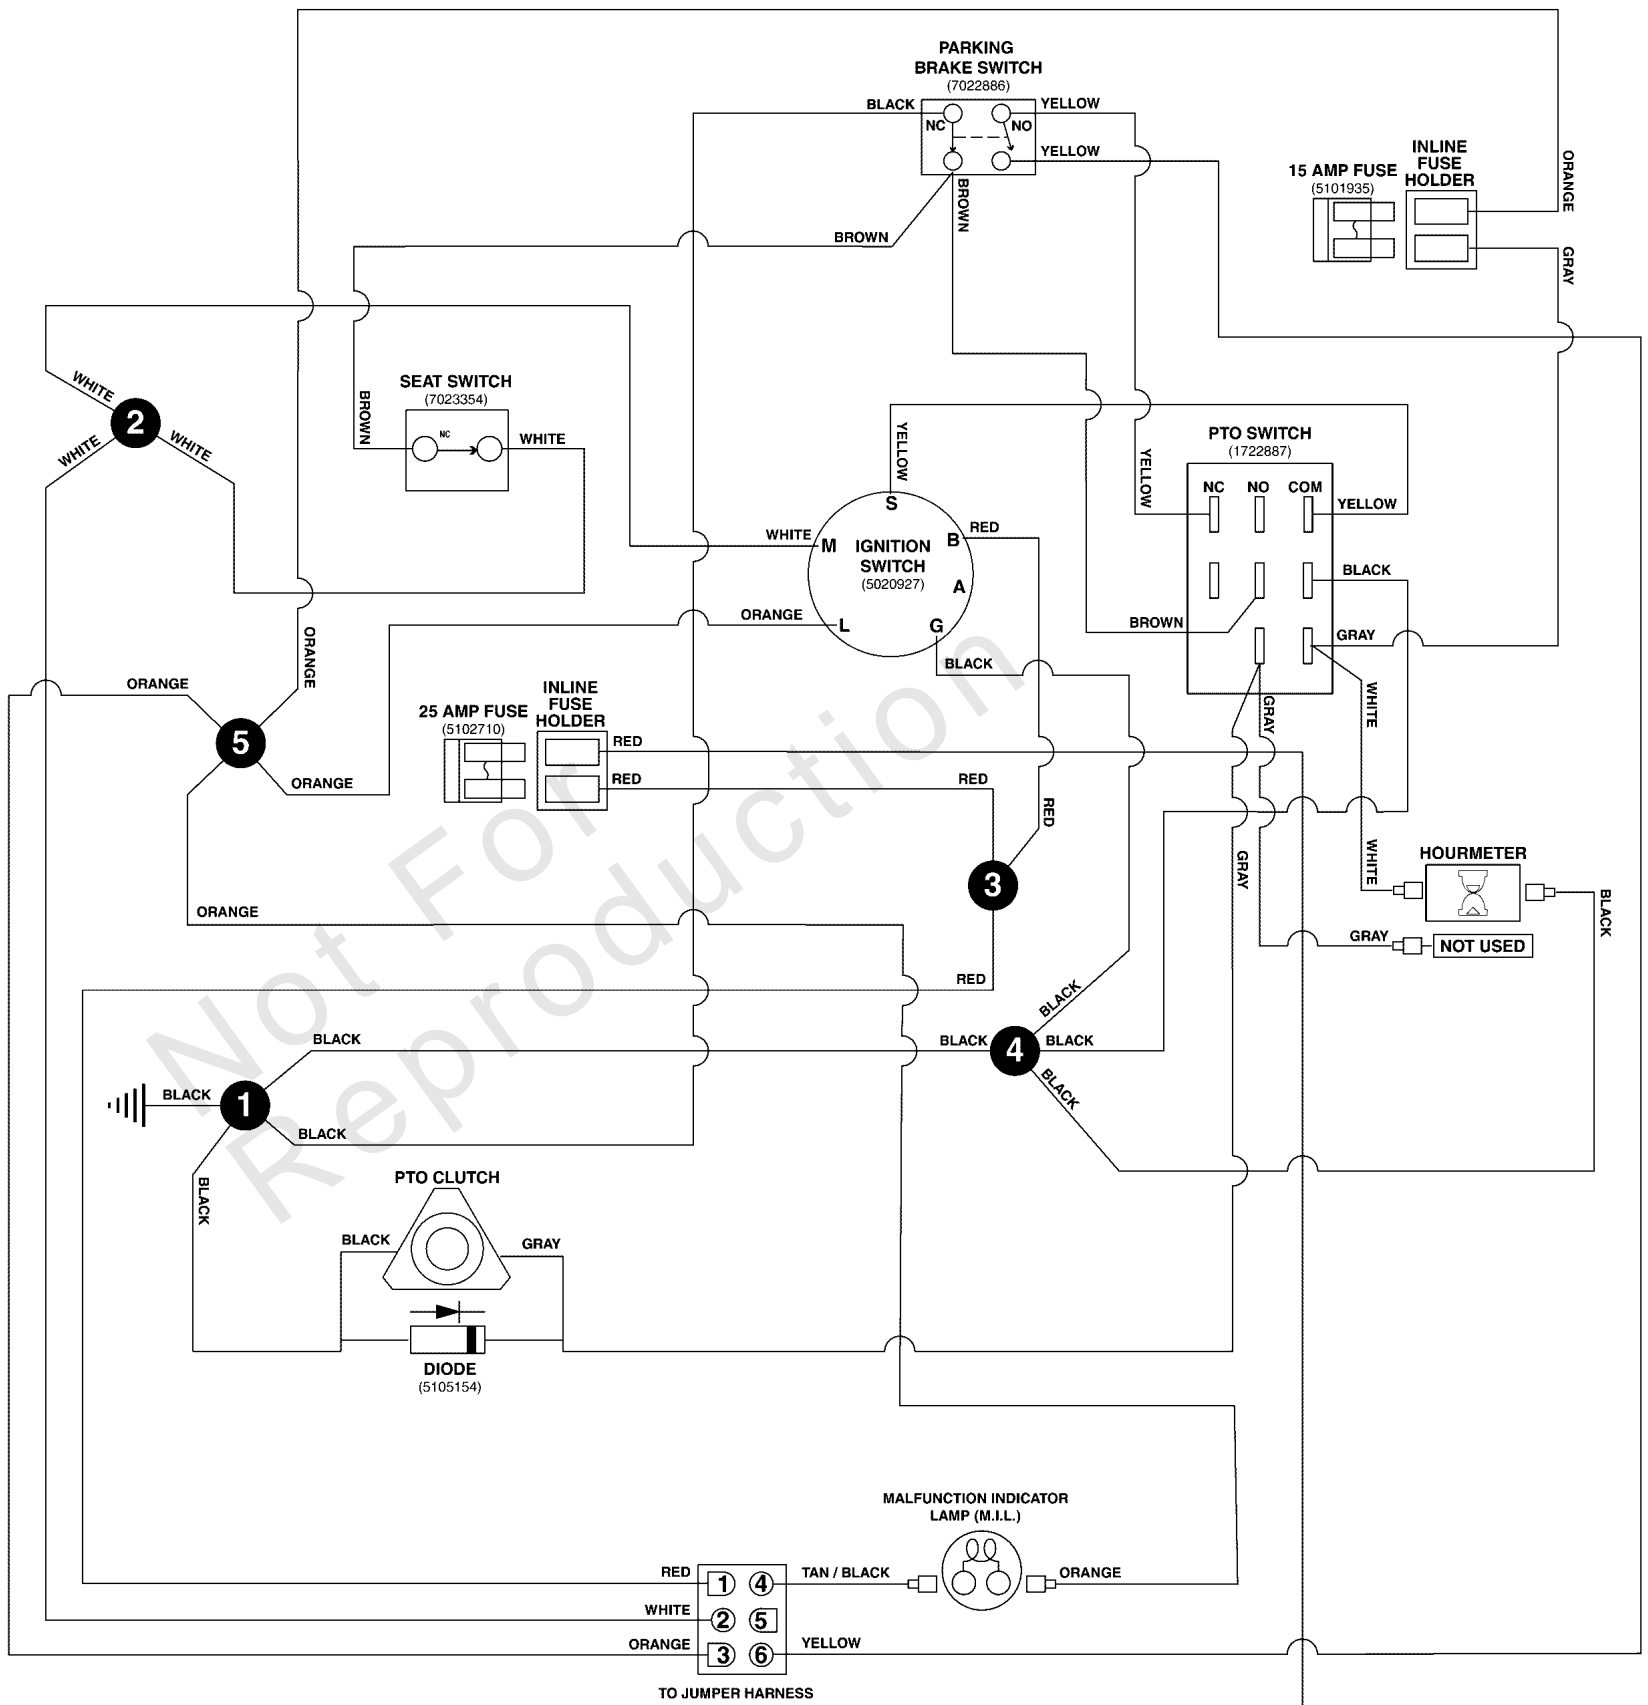 PARKING
BRAKE SWITCH
(7022886)
BLACK
YELLOW
NC
NO
YELLOW
BROWN
BROWN
15 AMP FUSE
(5101935)
INLINE
FUSE
HOLDER
ORANGE
GRAY
WHITE
2
WHITE
WHITE
BROWN
SEAT SWITCH
(7023354)
NC
WHITE
YELLOW
YELLOW
PTO SWITCH
(1722887)
NC NO COM
YELLOW
BLACK
BROWN
GRAY
WHITE
GRAY
S
RED
WHITE
M
B
IGNITION
SWITCH
(5020927)
A
ORANGE
L
G
BLACK
ORANGE
ORANGE
5
ORANGE
25 AMP FUSE
(5102710)
INLINE
FUSE
HOLDER
RED
RED
RED
RED
3
GRAY
WHITE
HOURMETER
BLACK
GRAY
NOT USED
ORANGE
RED
Not For
Reproduction
BLACK
BLACK
BLACK
4
BLACK
BLACK
BLACK
1
BLACK
BLACK
BLACK
PTO CLUTCH
BLACK
GRAY
DIODE
(5105154)
MALFUNCTION INDICATOR
LAMP (M.I.L.)
RED
1
4
TAN / BLACK
ORANGE
WHITE
2
5
ORANGE
3
6
YELLOW
TO JUMPER HARNESS